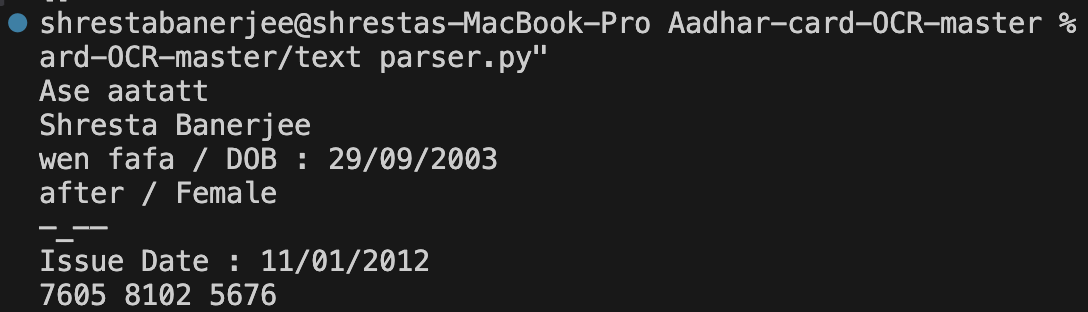 shrestabanerjee@shrestas-MacBook-Pro Aadhar-card-OCR-master %
ard-OCR-master/text parser.py"
Ase aatatt
Shresta Banerjee
wen fafa / DOB : 29/09/2003
after / Female
—_——
Issue Date : 11/01/2012
7605 8102 5676